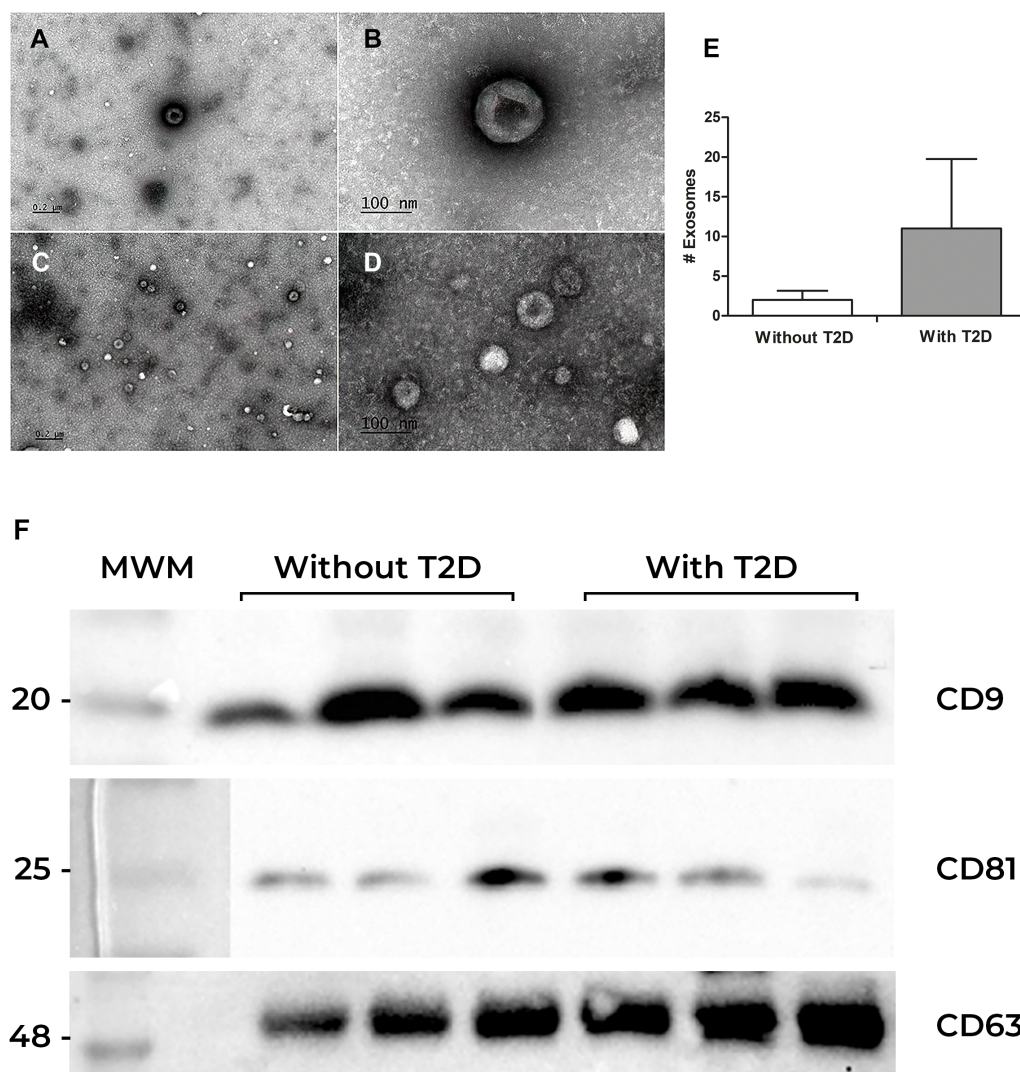 A
B
0.2 µm
100 nm
C
D
0.2 µm
100 nm
E
25
20
15
10
5
0
# Exosomes
Without T2D
With T2D
F
MWM
Without T2D
With T2D
20 -
CD9
25 -
CD81
48 -
CD63